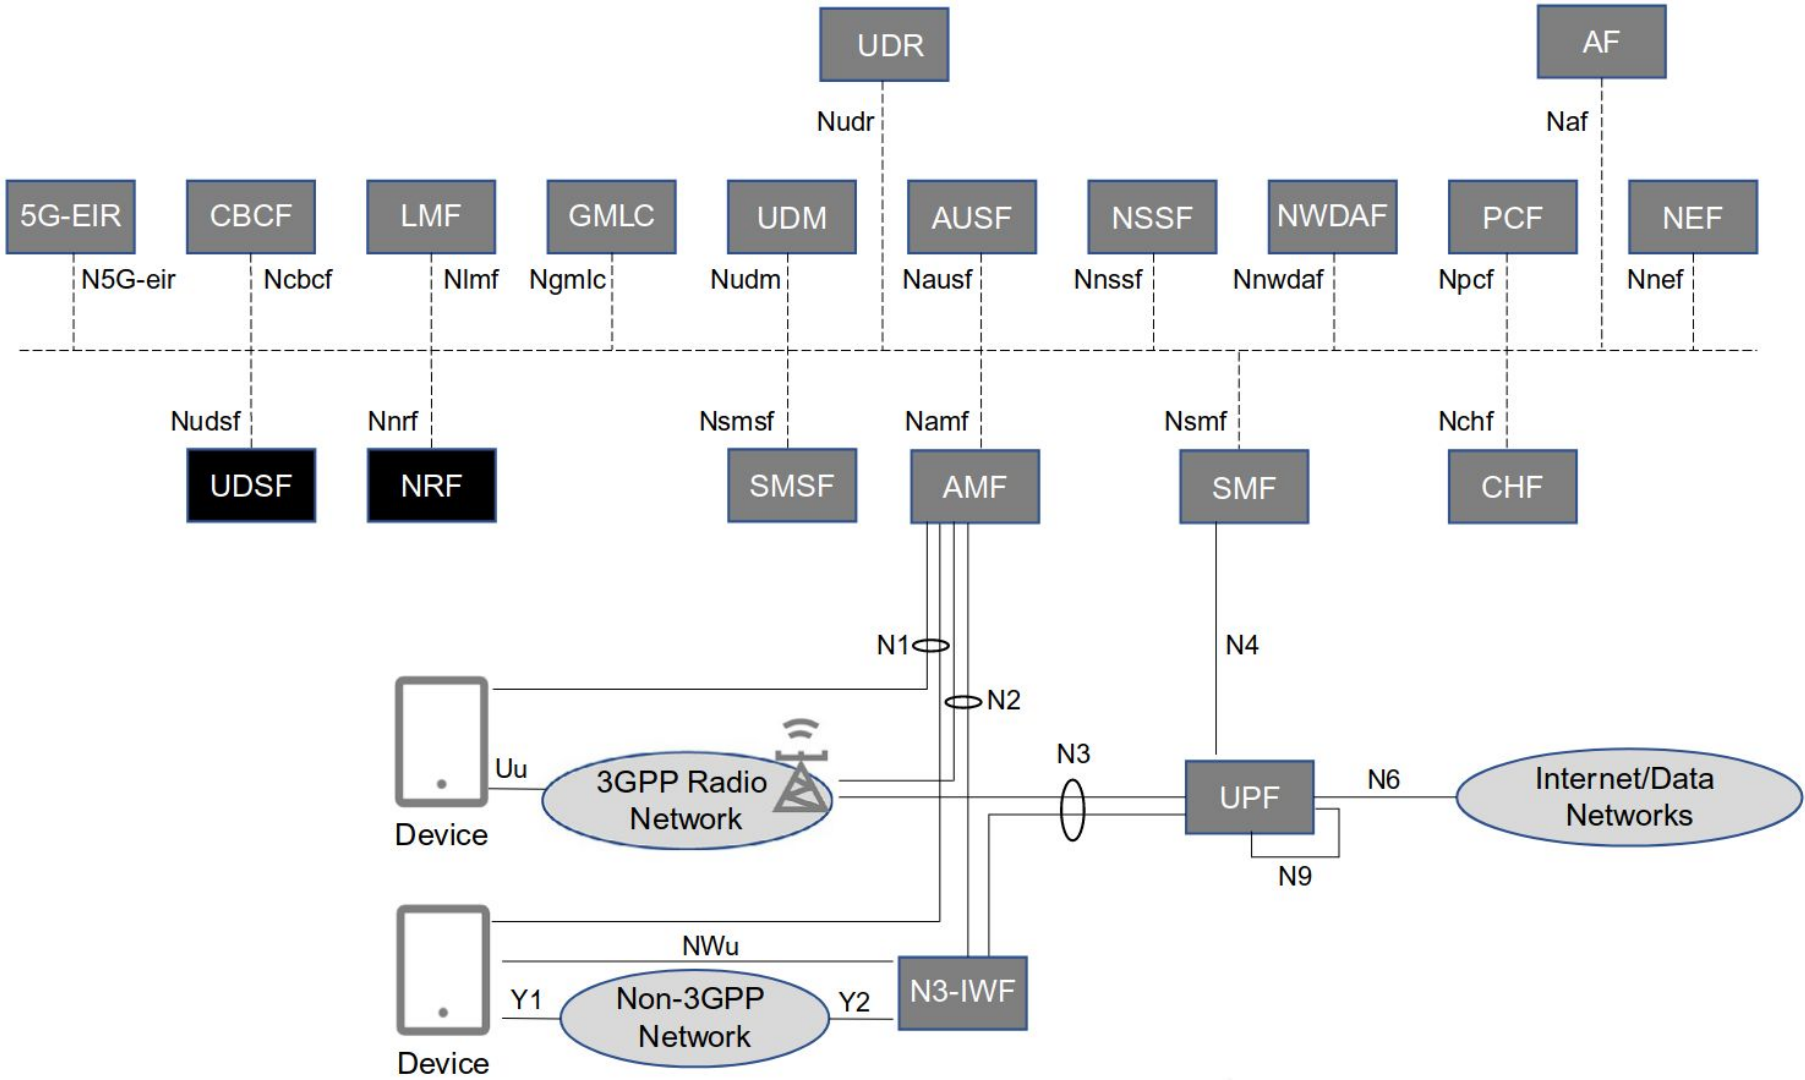 UDR
AF
Nudr
Naf
5G-EIR
CBCF
LMF
GMLC
UDM
AUSF
NSSF
NWDAF
PCF
NEF
N5G-eir
Ncbcf
Nlmf
Ngmlc
Nudm
Nausf
Nnssf
Nnwdaf
Npcf
Nnef
Nudsf
Nnrf
Nsmsf
Namf
Nsmf
Nchf
UDSF
NRF
SMSF
AMF
SMF
CHF
N1
N4
N2
Uu
3GPP Radio
Network
N3
UPF
N6
Internet/Data
Networks
Device
N9
NWu
Y1
Non-3GPP
Network
Y2
N3-IWF
Device